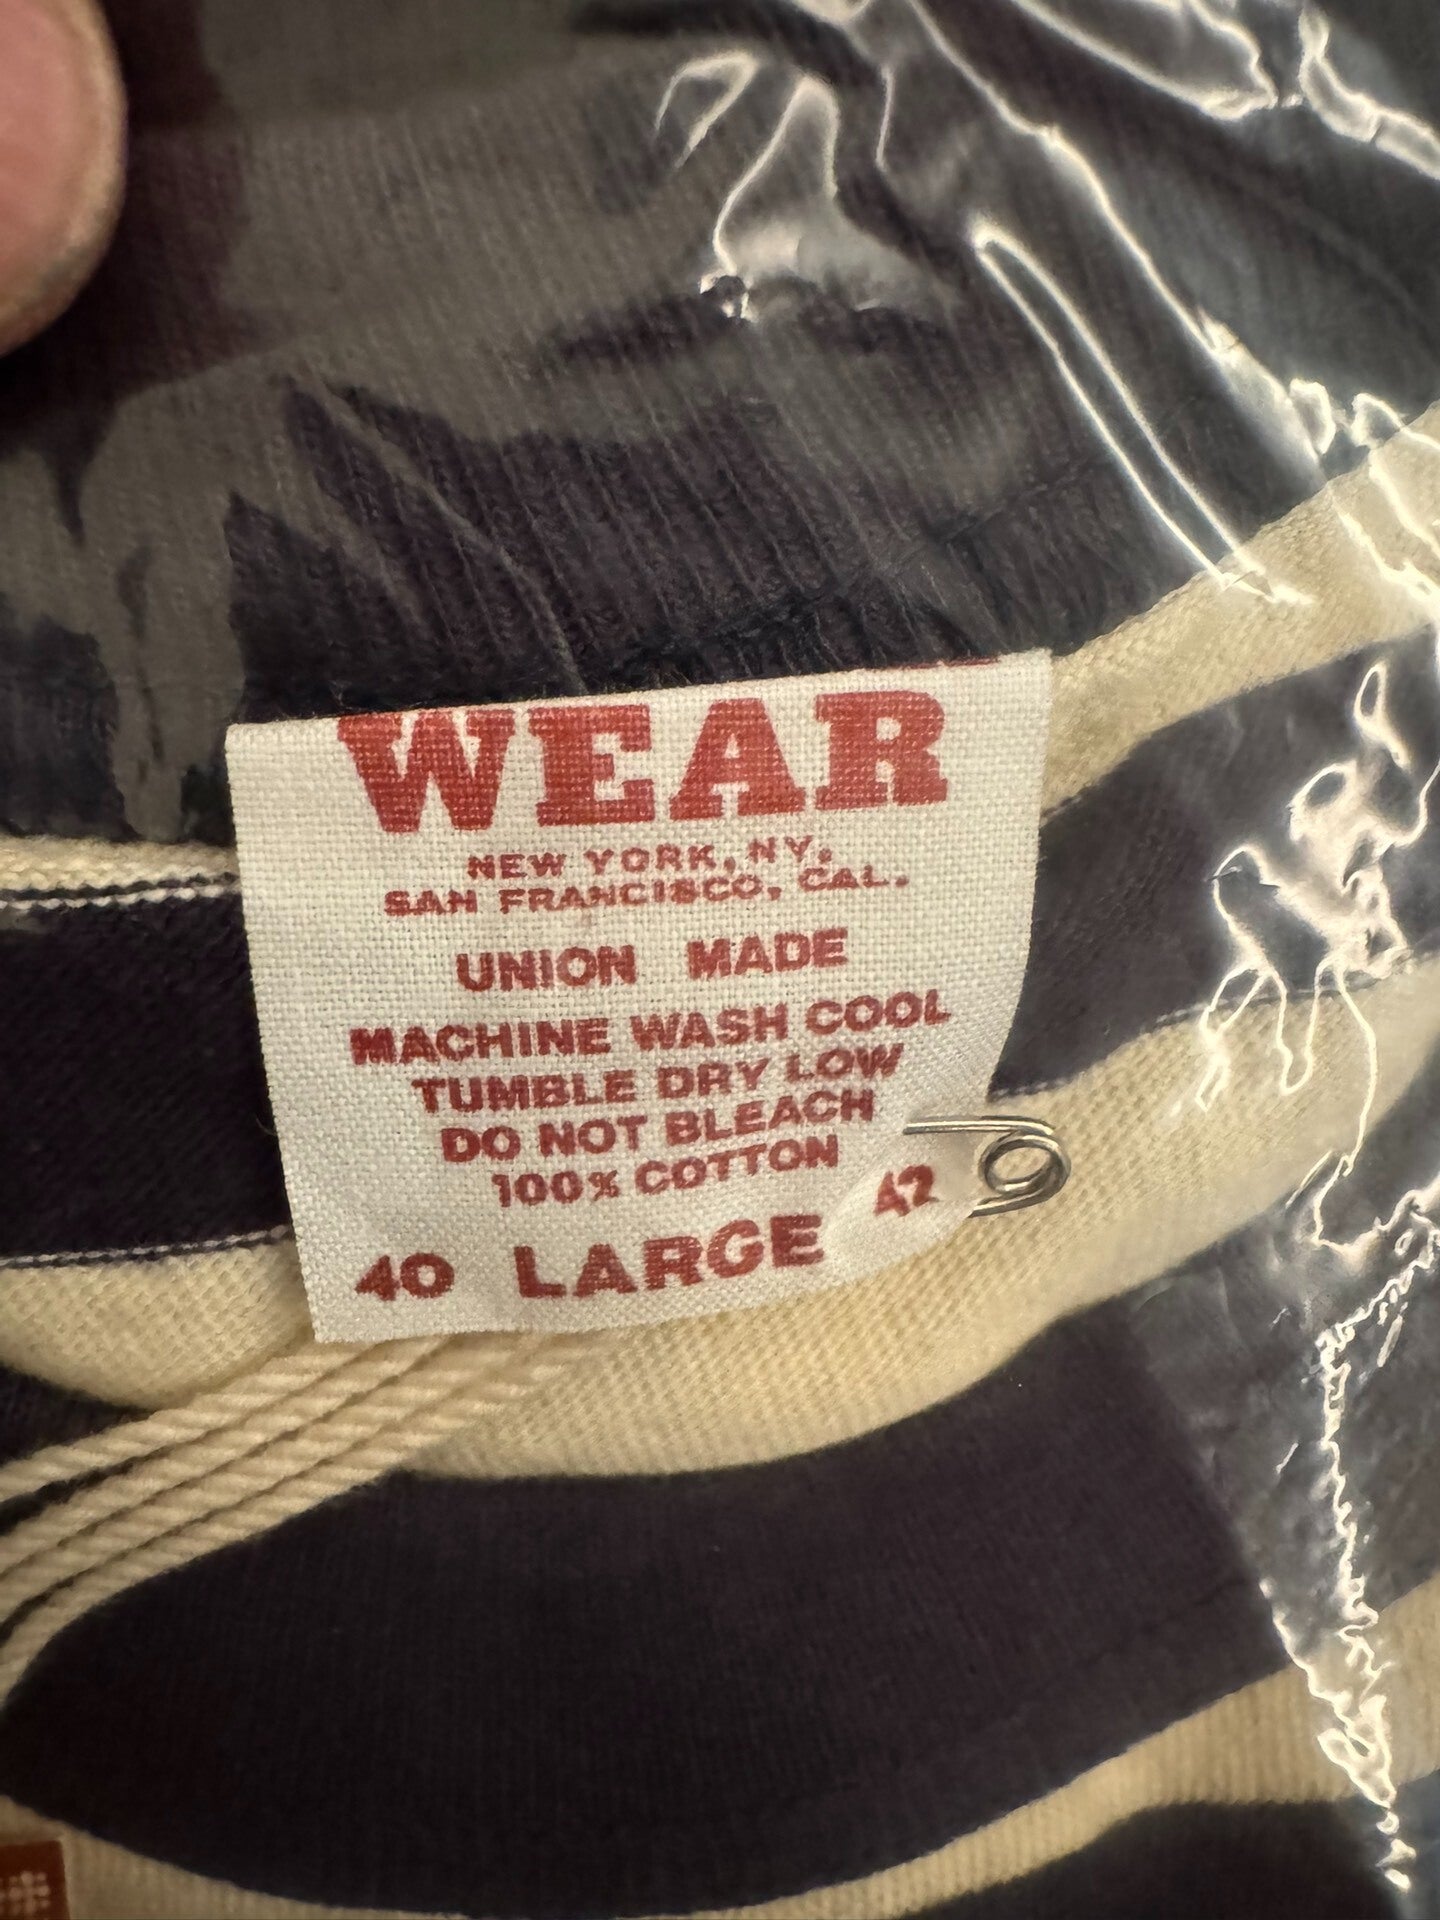 WEAR
NEW YORK, NY.
SAN FRANCISCO, CAL.
UNION MADE
MACHINE WASH COOL
TUMBLE DRY LOW
DO NOT BLEACH
100% COTTON
40 LARGE 42